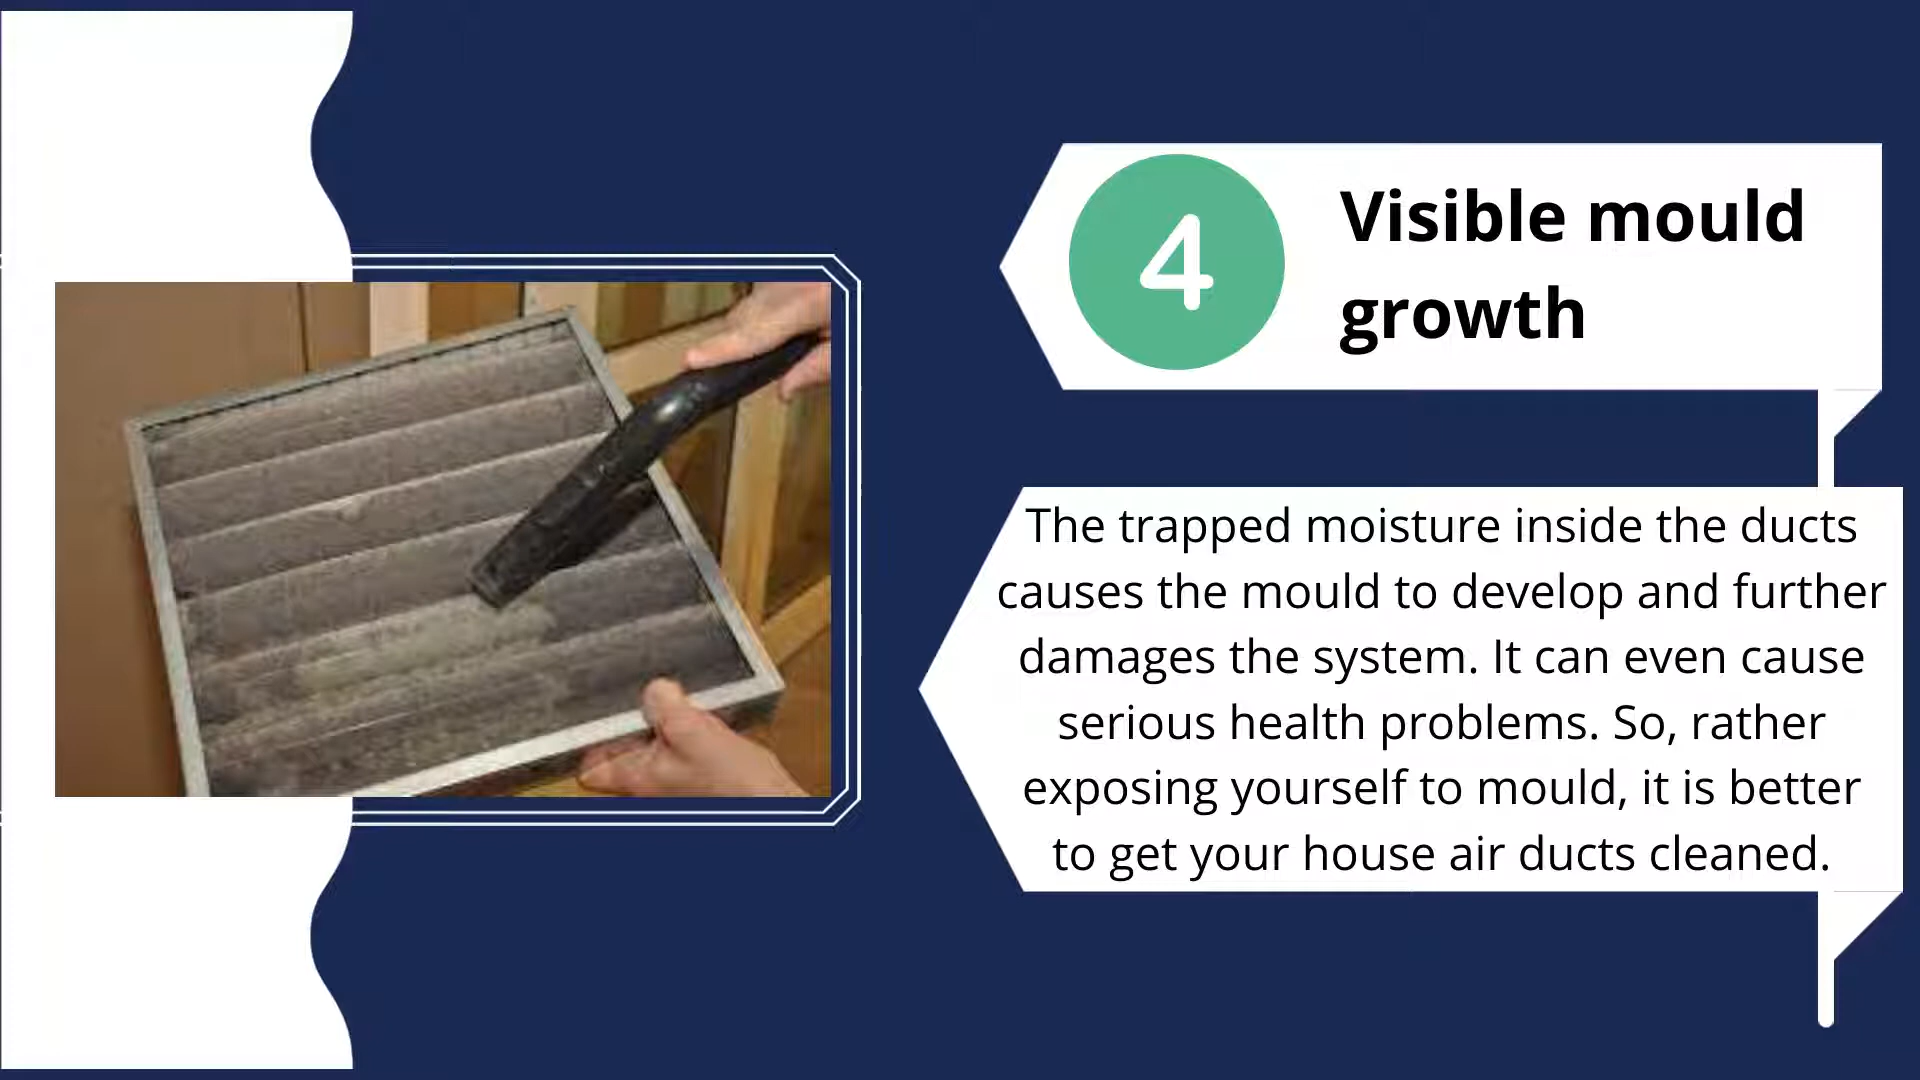 4
Visible mould
growth
The trapped moisture inside the ducts
causes the mould to develop and further
damages the system. It can even cause
serious health problems. So, rather
exposing yourself to mould, it is better
to get your house air ducts cleaned.